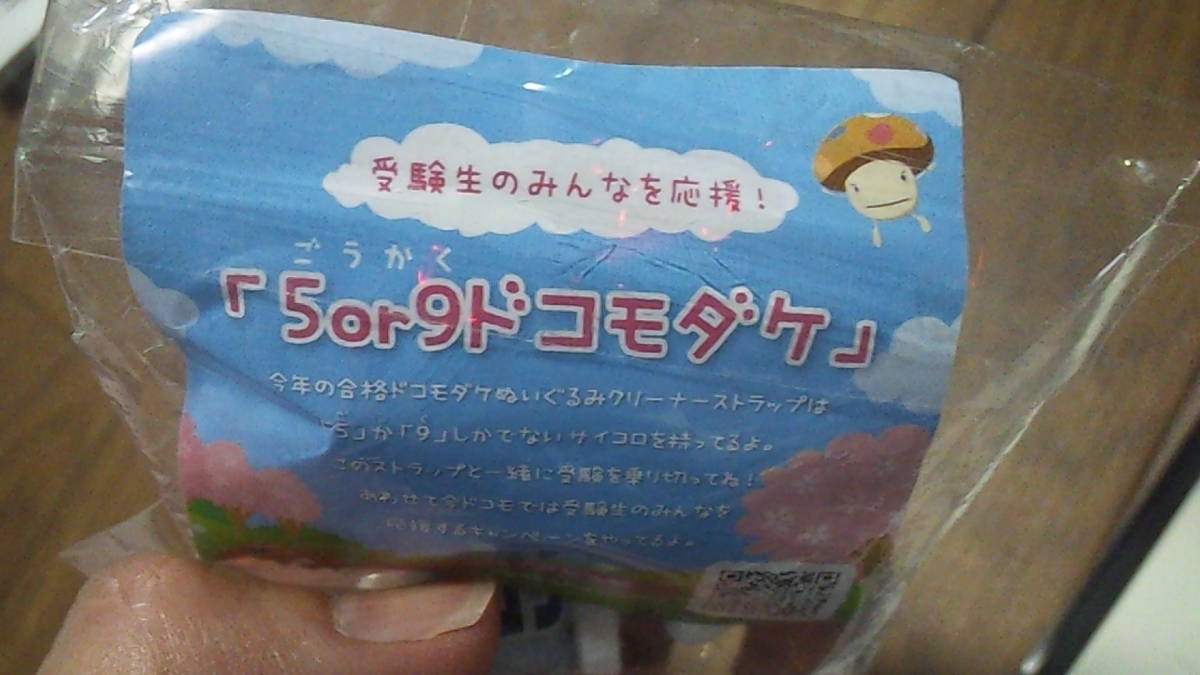 受験生のみんなを応援！
ごうかく
「5or9ドコモダケ」
今年の合格ドコモダケぬいぐるみクリーナーストラップは
「5」か「9」しかでないサイコロを持ってるよ。
このストラップと一緒に受験を乗り切ってね！
あわせて今ドコモでは受験生のみんなを
応援するキャンペーンをやってるよ。